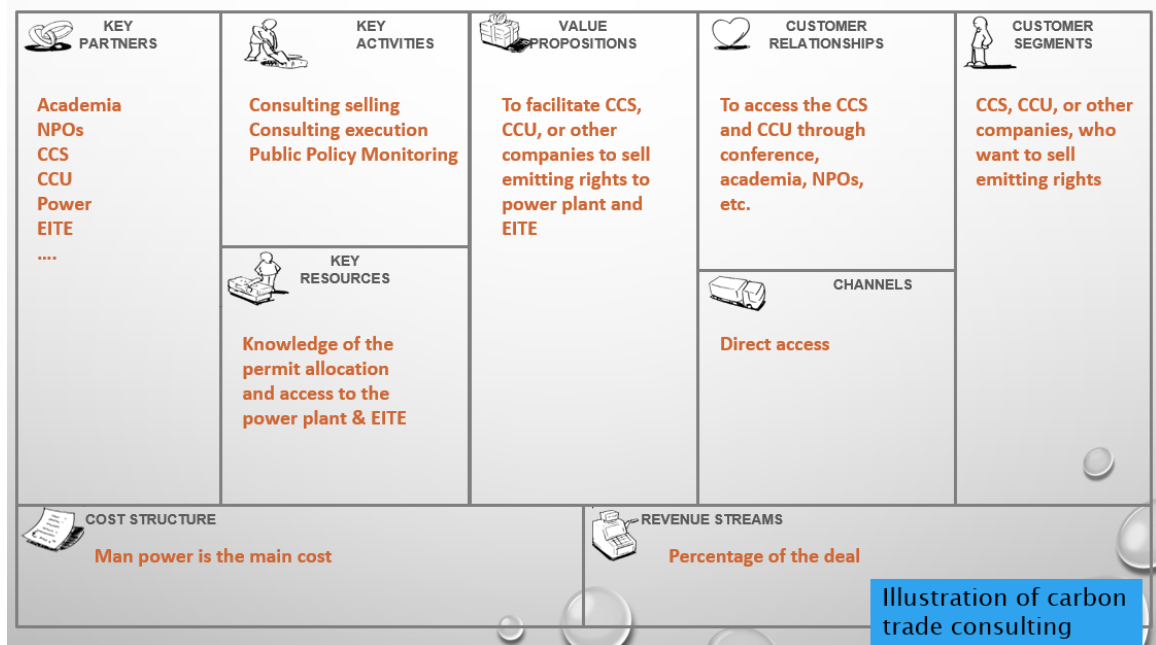 KEY
PARTNERS
Academia
NPOs
CCS
CCU
Power
EITE
....
KEY
ACTIVITIES
Consulting selling
Consulting execution
Public Policy Monitoring
KEY
RESOURCES
Knowledge of the
permit allocation
and access to the
power plant & EITE
VALUE
PROPOSITIONS
To facilitate CCS,
CCU, or other
companies to sell
emitting rights to
power plant and
EITE
CUSTOMER
RELATIONSHIPS
To access the CCS
and CCU through
conference,
academia, NPOs,
etc.
CHANNELS
Direct access
CUSTOMER
SEGMENTS
CCS, CCU, or other
companies, who
want to sell
emitting rights
COST STRUCTURE
Man power is the main cost
REVENUE STREAMS
Percentage of the deal
Illustration of carbon
trade consulting